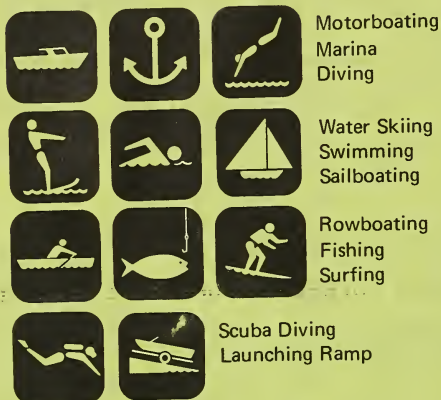 Motorboating
Marina
Diving
Water Skiing
Swimming
Sailboating
Rowboating
Fishing
Surfing
Scuba Diving
Launching Ramp